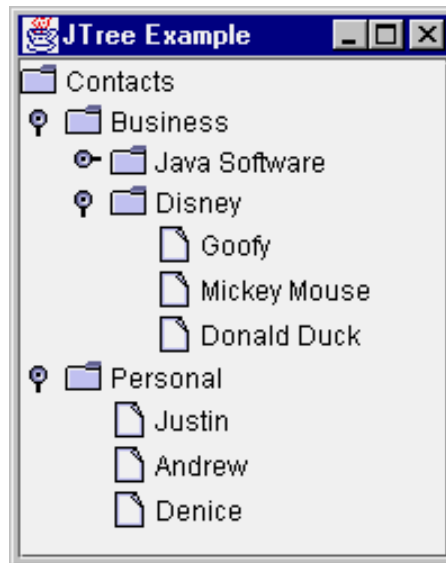 JTree Example
Contacts
Business
Java Software
Disney
Goofy
Mickey Mouse
Donald Duck
Personal
Justin
Andrew
Denice